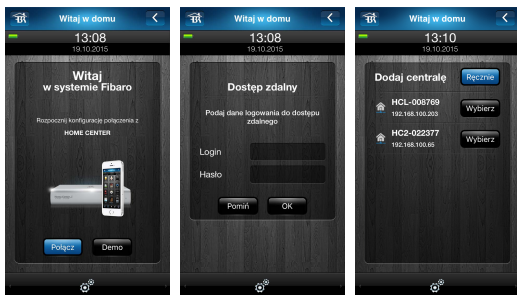 Witaj w domu
13:08
19.10.2015
Witaj
w systemie Fibaro
Rozpocznij konfigurację połączenia z
HOME CENTER
Połącz
Demo
Witaj w domu
13:08
19.10.2015
Dostęp zdalny
Podaj dane logowania do dostępu
zdalnego
Login
Hasło
Pomiń
OK
Witaj w domu
13:10
19.10.2015
Dodaj centralę
Ręcznie
HCL-008769
192.168.100.203
Wybierz
HC2-022377
192.168.100.65
Wybierz